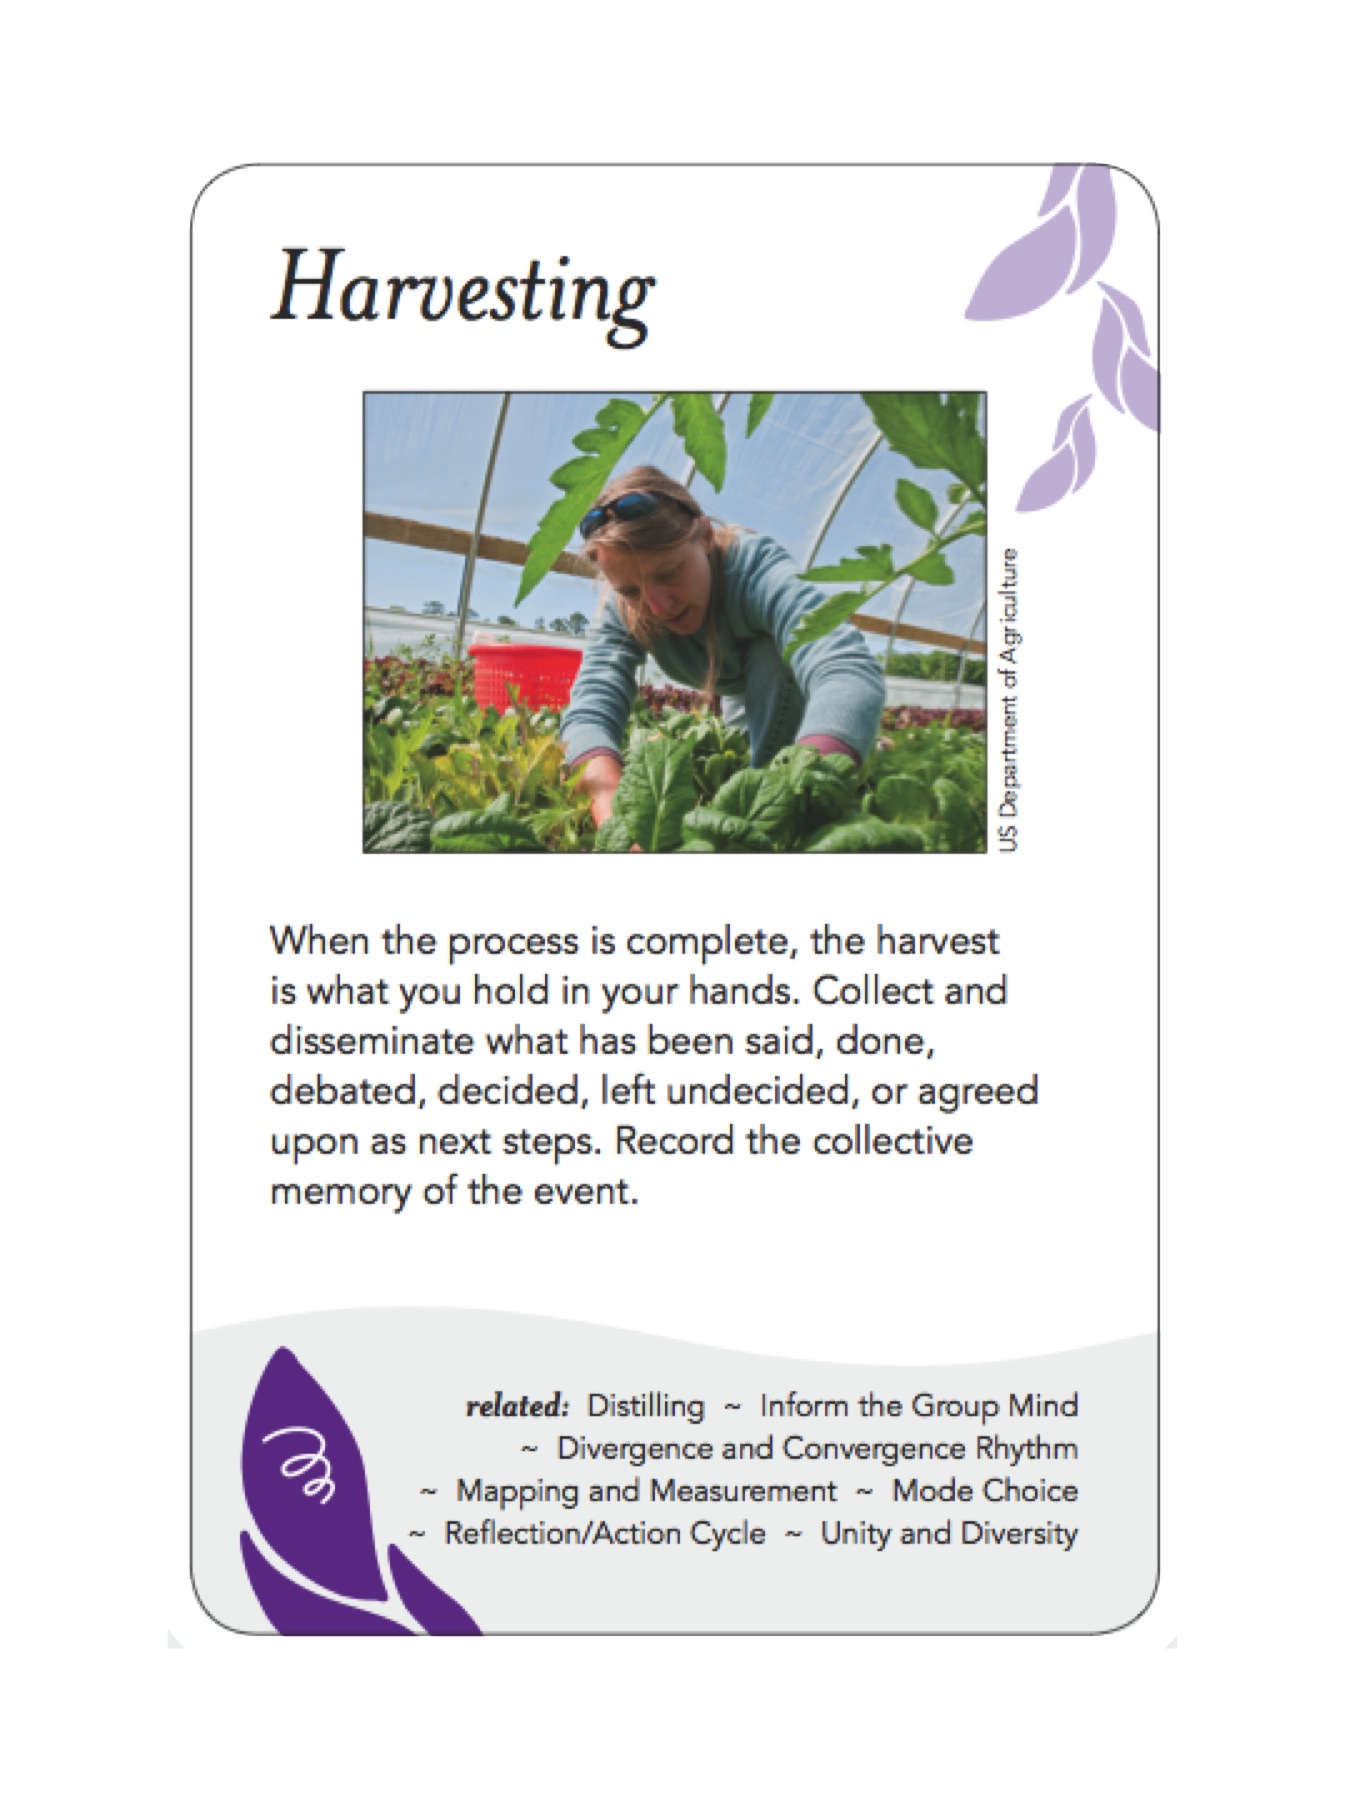 Harvesting
US Department of Agriculture
When the process is complete, the harvest
is what you hold in your hands. Collect and
disseminate what has been said, done,
debated, decided, left undecided, or agreed
upon as next steps. Record the collective
memory of the event.
related: Distilling ~ Inform the Group Mind
~ Divergence and Convergence Rhythm
~ Mapping and Measurement ~ Mode Choice
~ Reflection/Action Cycle ~ Unity and Diversity